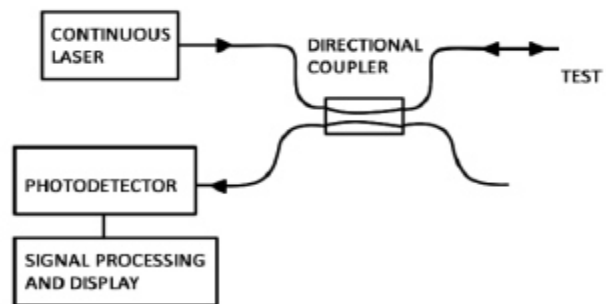 CONTINUOUS
LASER
DIRECTIONAL
COUPLER
TEST
PHOTODETECTOR
SIGNAL PROCESSING
AND DISPLAY